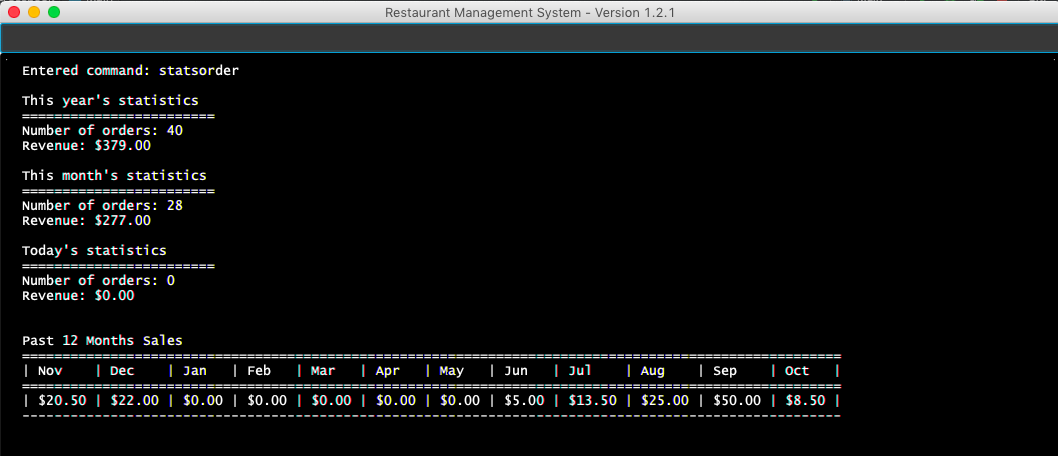 Restaurant Management System - Version 1.2.1
Entered command: statsorder
This year's statistics
========================
Number of orders: 40
Revenue: $379.00
This month's statistics
========================
Number of orders: 28
Revenue: $277.00
Today's statistics
========================
Number of orders: 0
Revenue: $0.00
Past 12 Months Sales
======================================================================================================
| Nov    | Dec    | Jan   | Feb   | Mar   | Apr   | May   | Jun   | Jul    | Aug    | Sep    | Oct   |
======================================================================================================
| $20.50 | $22.00 | $0.00 | $0.00 | $0.00 | $0.00 | $0.00 | $5.00 | $13.50 | $25.00 | $50.00 | $8.50 |
------------------------------------------------------------------------------------------------------